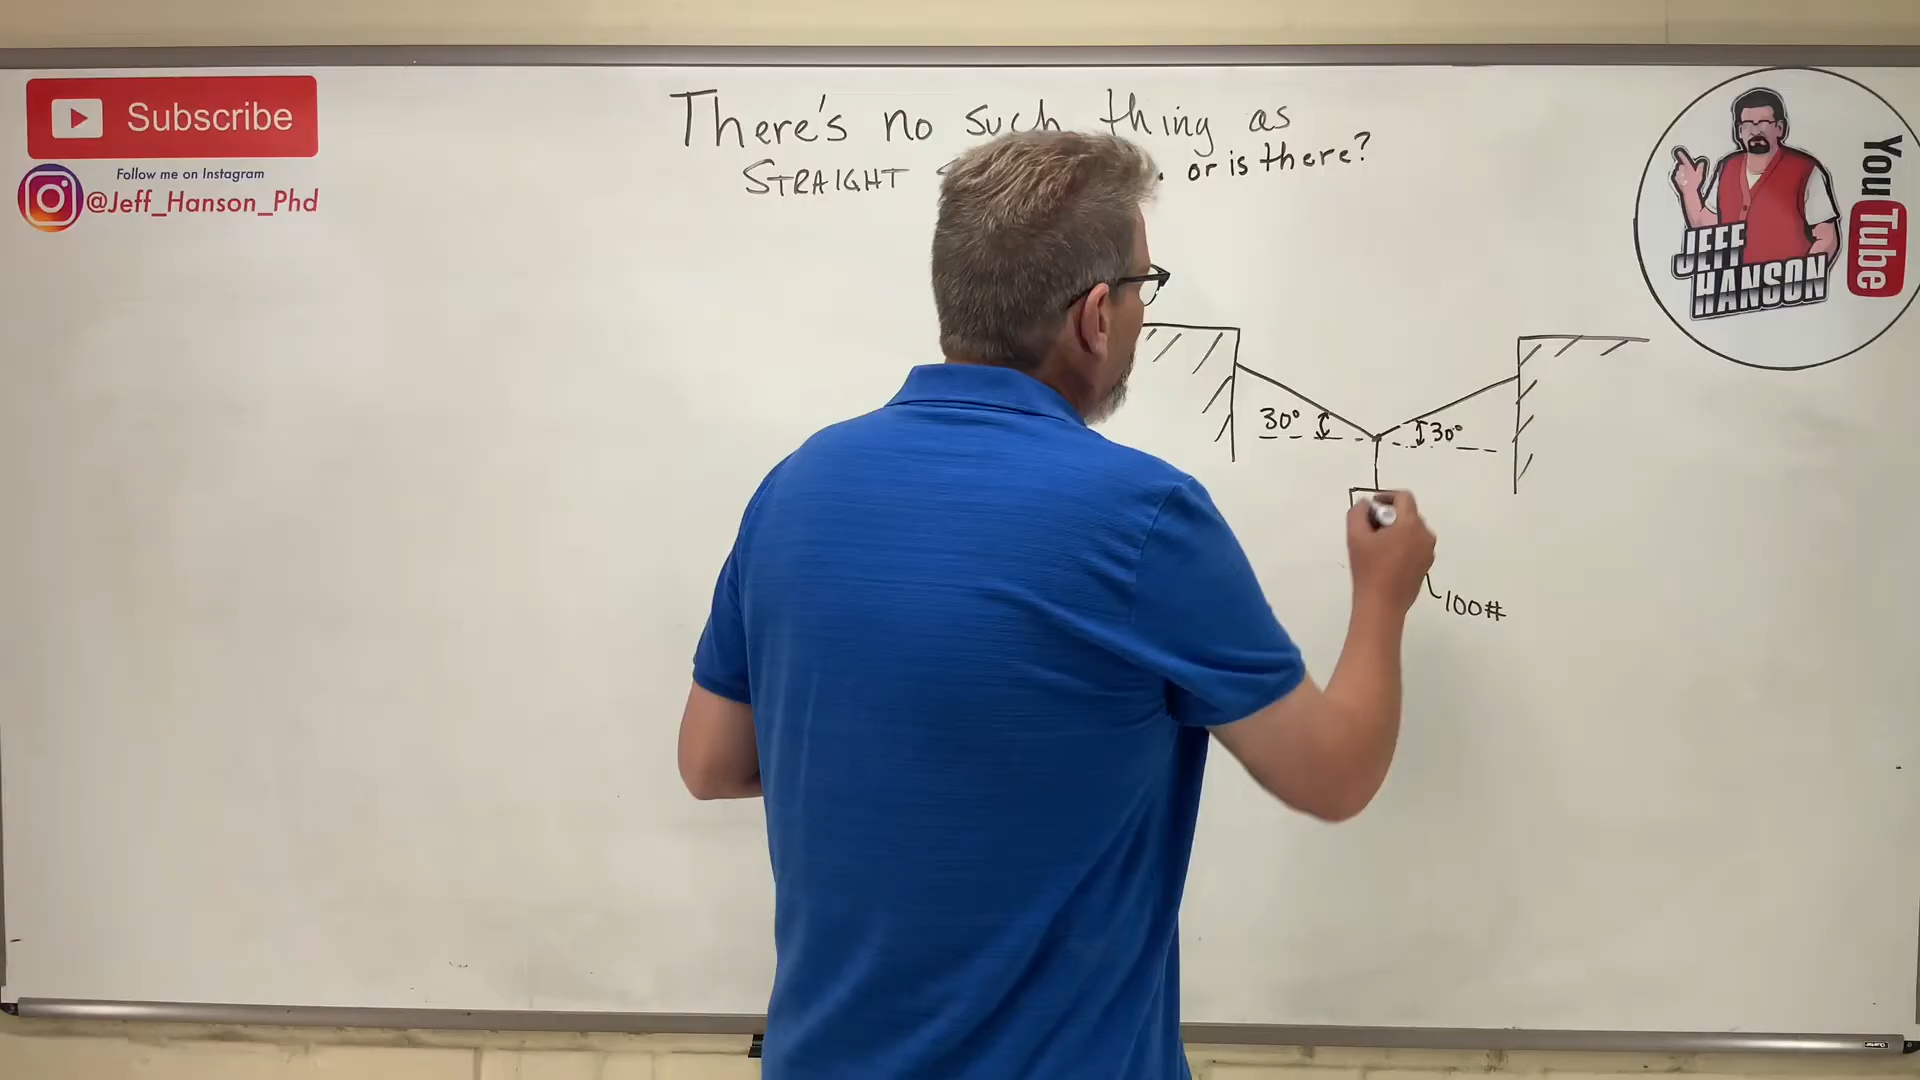 Subscribe
Follow me on Instagram
@Jeff_Hanson_Phd
There's no such thing as
STRAIGHT
or is there?
30°
30°
100#
JEFF
HANSON
YouTube